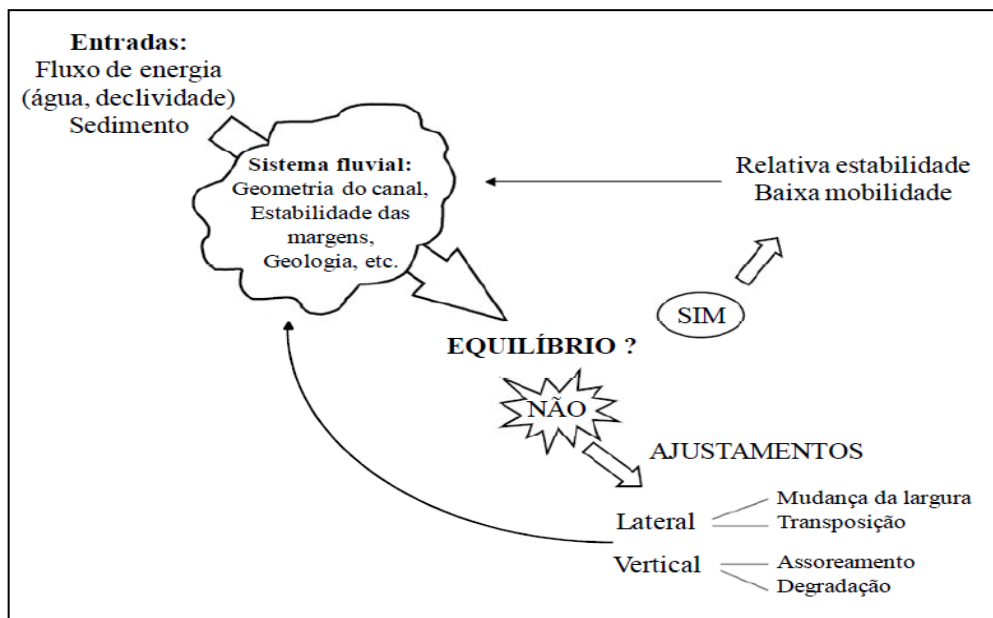 Entradas:
Fluxo de energia
(água, declividade)
Sedimento
Sistema fluvial:
Geometria do canal,
Estabilidade das
margens,
Geologia, etc.
Relativa estabilidade
Baixa mobilidade
SIM
EQUILÍBRIO ?
NÃO
AJUSTAMENTOS
Lateral
Mudança da largura
Transposição
Vertical
Assoreamento
Degradação